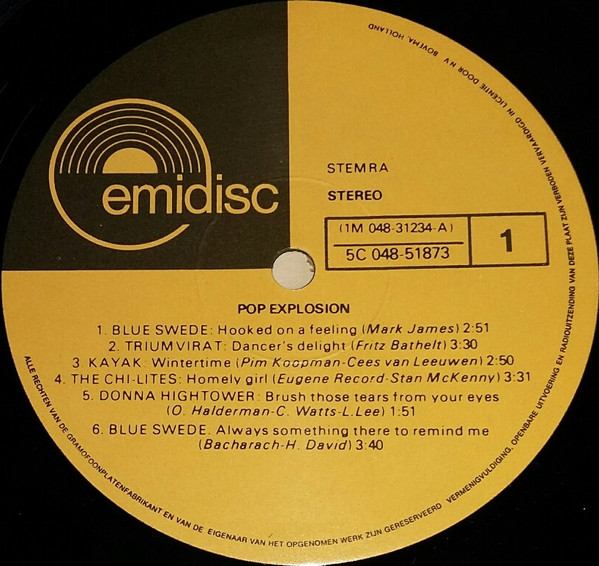 emidisc
STEMRA
STEREO
(1M 048-31234-A)
5C 048-51873
1
POP EXPLOSION
1. BLUE SWEDE: Hooked on a feeling (Mark James) 2:51
2. TRIUMVIRAT: Dancer's delight (Fritz Bathelt) 3:30
3 KAYAK: Wintertime (Pim Koopman-Cees van Leeuwen) 2:50
4. THE CHI-LITES: Homely girl (Eugene Record-Stan McKenny) 3:31
5. DONNA HIGHTOWER: Brush those tears from your eyes
(O. Halderman-C. Watts-L.Lee) 1:51
6. BLUE SWEDE. Always something there to remind me
(Bacharach-H. David) 3:40
ALLE RECHTEN VAN DE GRAMOFOONPLATENFABRIKANT EN VAN DE EIGENAAR VAN HET OPGENOMEN WERK ZIJN GERESERVEERD VERMENIGVULDIGING, OPENBARE UITVOERING EN RADIOUITZENDING VAN DEZE PLAAT ZIJN VERBODEN VERVAARDIGD IN LICENTIE DOOR N.V. BOVEMA, HOLLAND